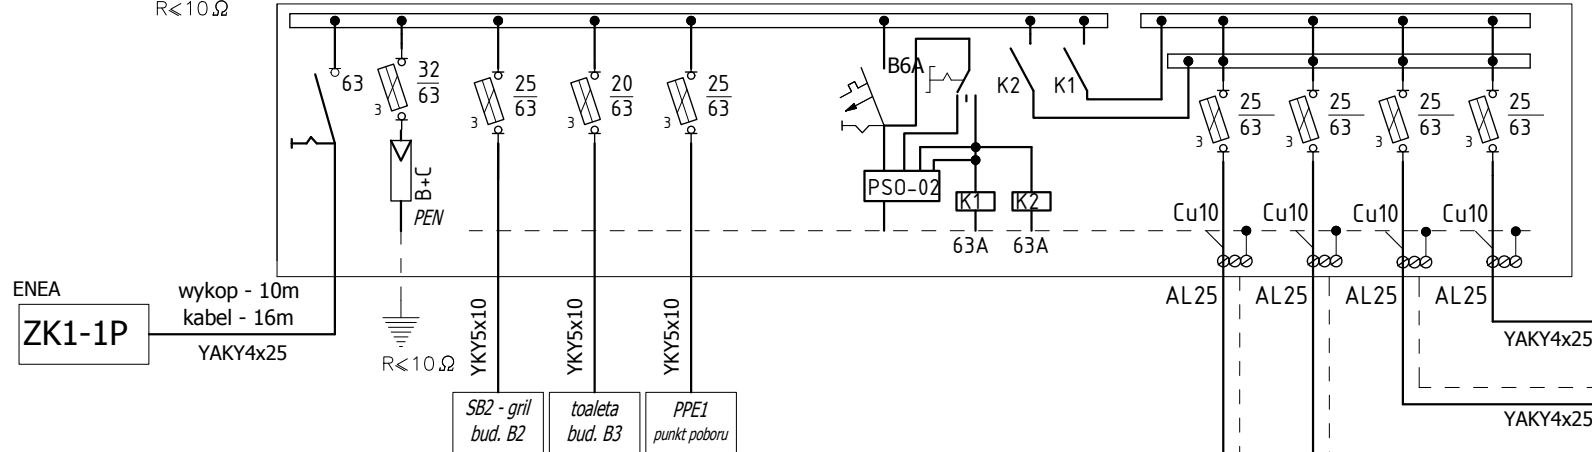 R⩽10Ω
63
3
32
63
3
25
63
3
20
63
3
25
63
B6A
K2
K1
3
25
63
3
25
63
3
25
63
3
25
63
B+C
PEN
PSO-02
K1
K2
63A
63A
Cu10
Cu10
Cu10
Cu10
AL25
AL25
AL25
AL25
ENEA
ZK1-1P
wykop - 10m
kabel - 16m
YAKY4x25
R⩽10Ω
YKY5x10
YKY5x10
YKY5x10
SB2 - gril
bud. B2
toaleta
bud. B3
PPE1
punkt poboru
YAKY4x25
YAKY4x25